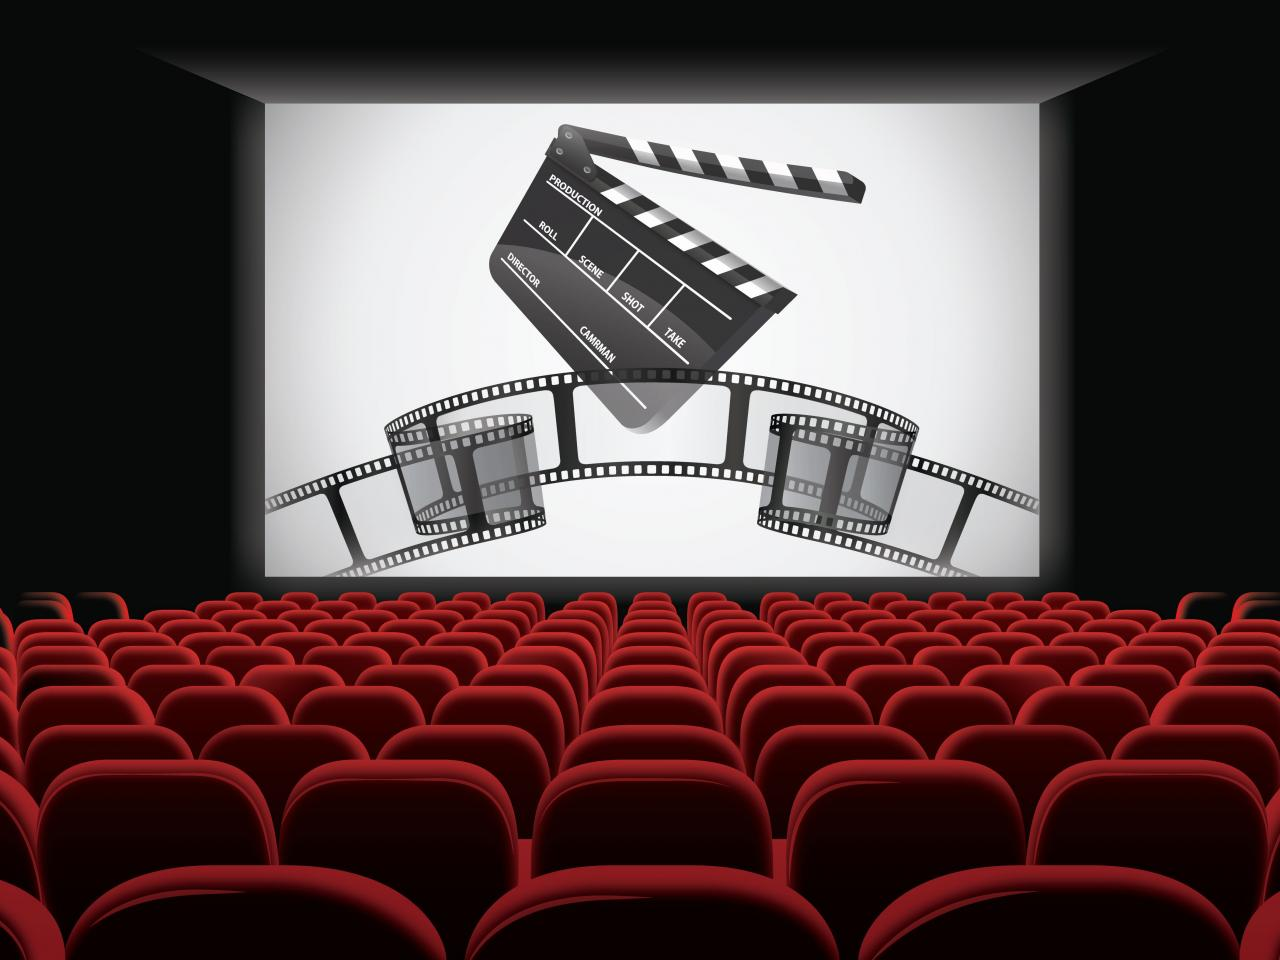 PRODUCTION
ROLL
SCENE
SHOT
TAKE
DIRECTOR
CAMRMAN